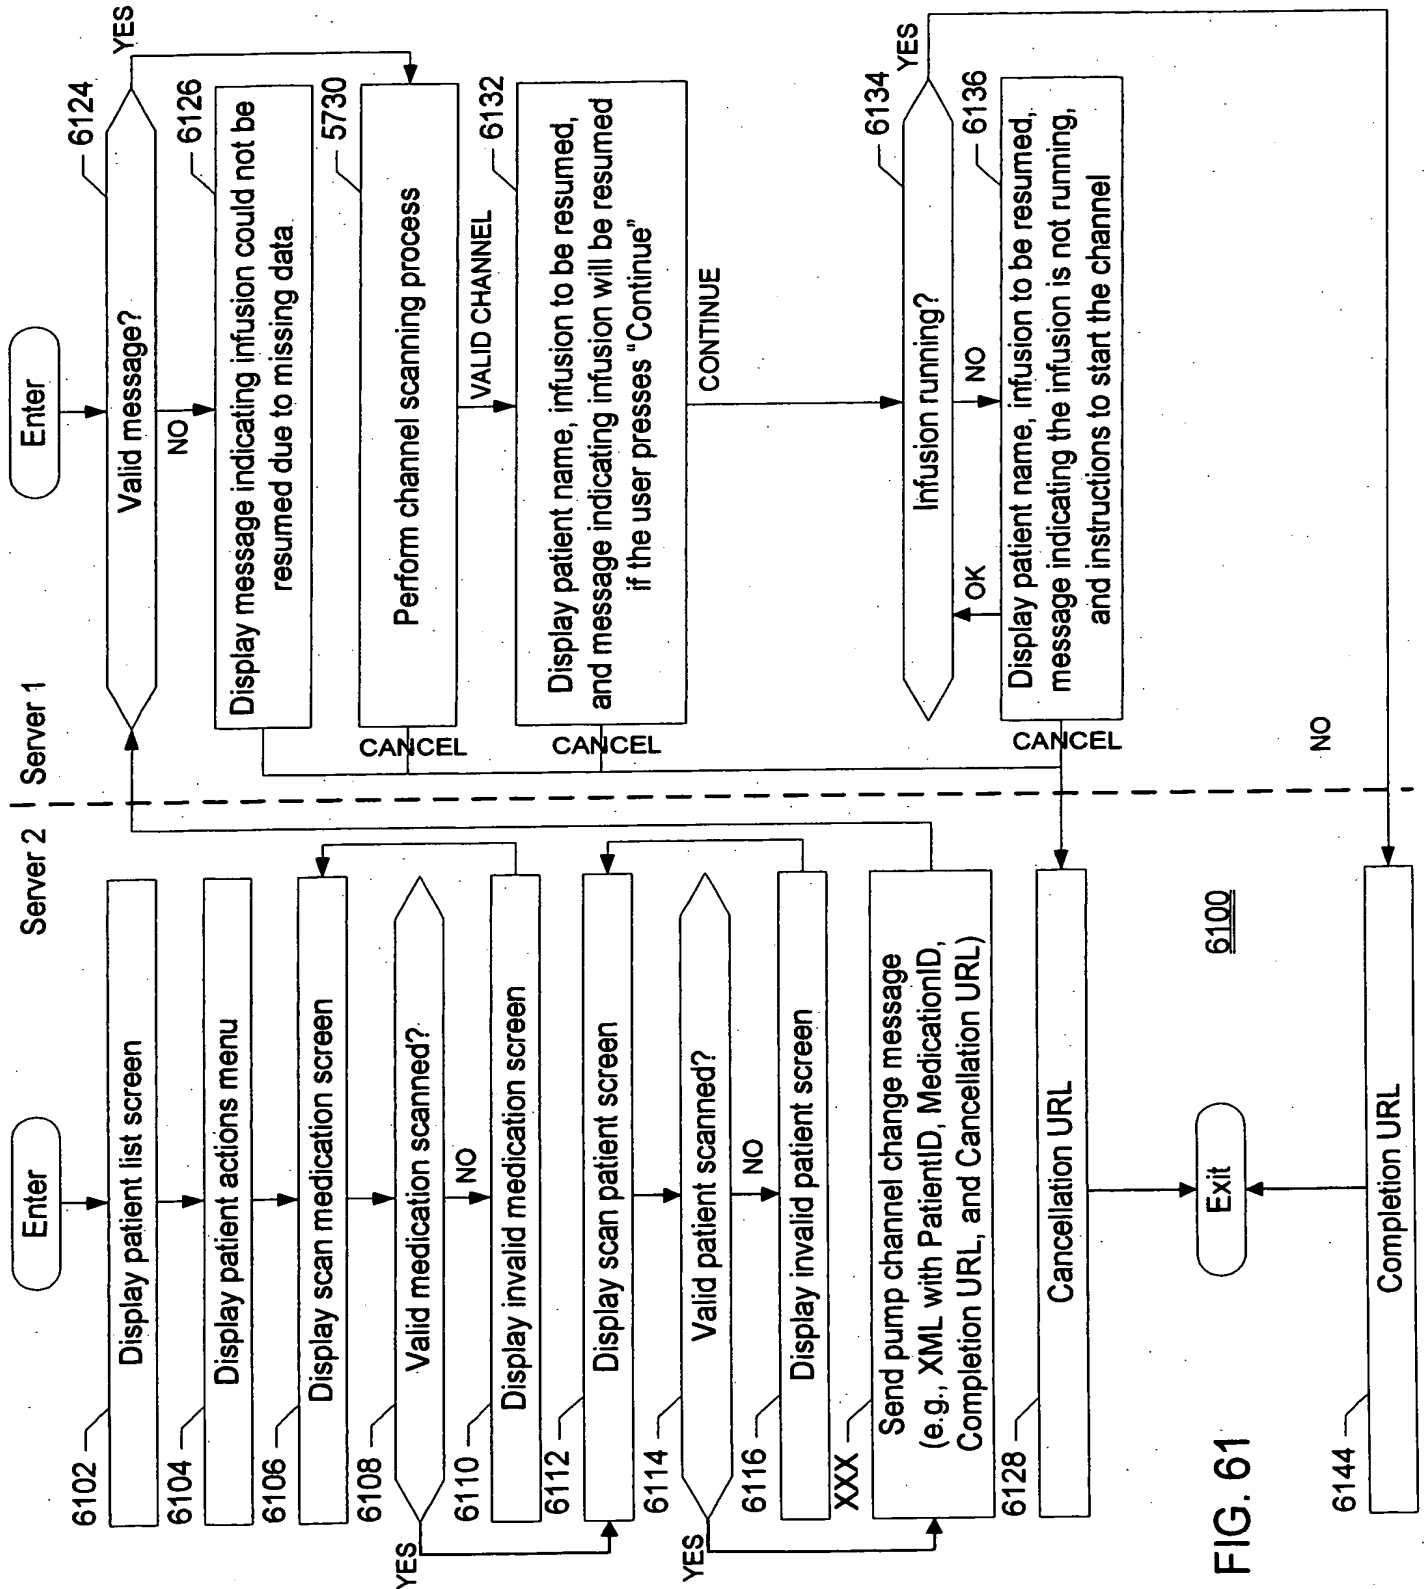 Server 2
Server 1
Enter
6102
Display patient list screen
6104
Display patient actions menu
6106
Display scan medication screen
6108
Valid medication scanned?
YES
NO
6110
Display invalid medication screen
6112
Display scan patient screen
6114
Valid patient scanned?
YES
NO
6116
Display invalid patient screen
XXX
Send pump channel change message
(e.g., XML with PatientID, MedicationID,
Completion URL, and Cancellation URL)
6128
Cancellation URL
Exit
6100
6144
Completion URL
Enter
6124
Valid message?
YES
NO
6126
Display message indicating infusion could not be
resumed due to missing data
5730
Perform channel scanning process
CANCEL
VALID CHANNEL
6132
Display patient name, infusion to be resumed,
and message indicating infusion will be resumed
if the user presses “Continue”
CANCEL
CONTINUE
6134
Infusion running?
YES
NO
OK
6136
Display patient name, infusion to be resumed,
message indicating the infusion is not running,
and instructions to start the channel
CANCEL
NO
FIG. 61